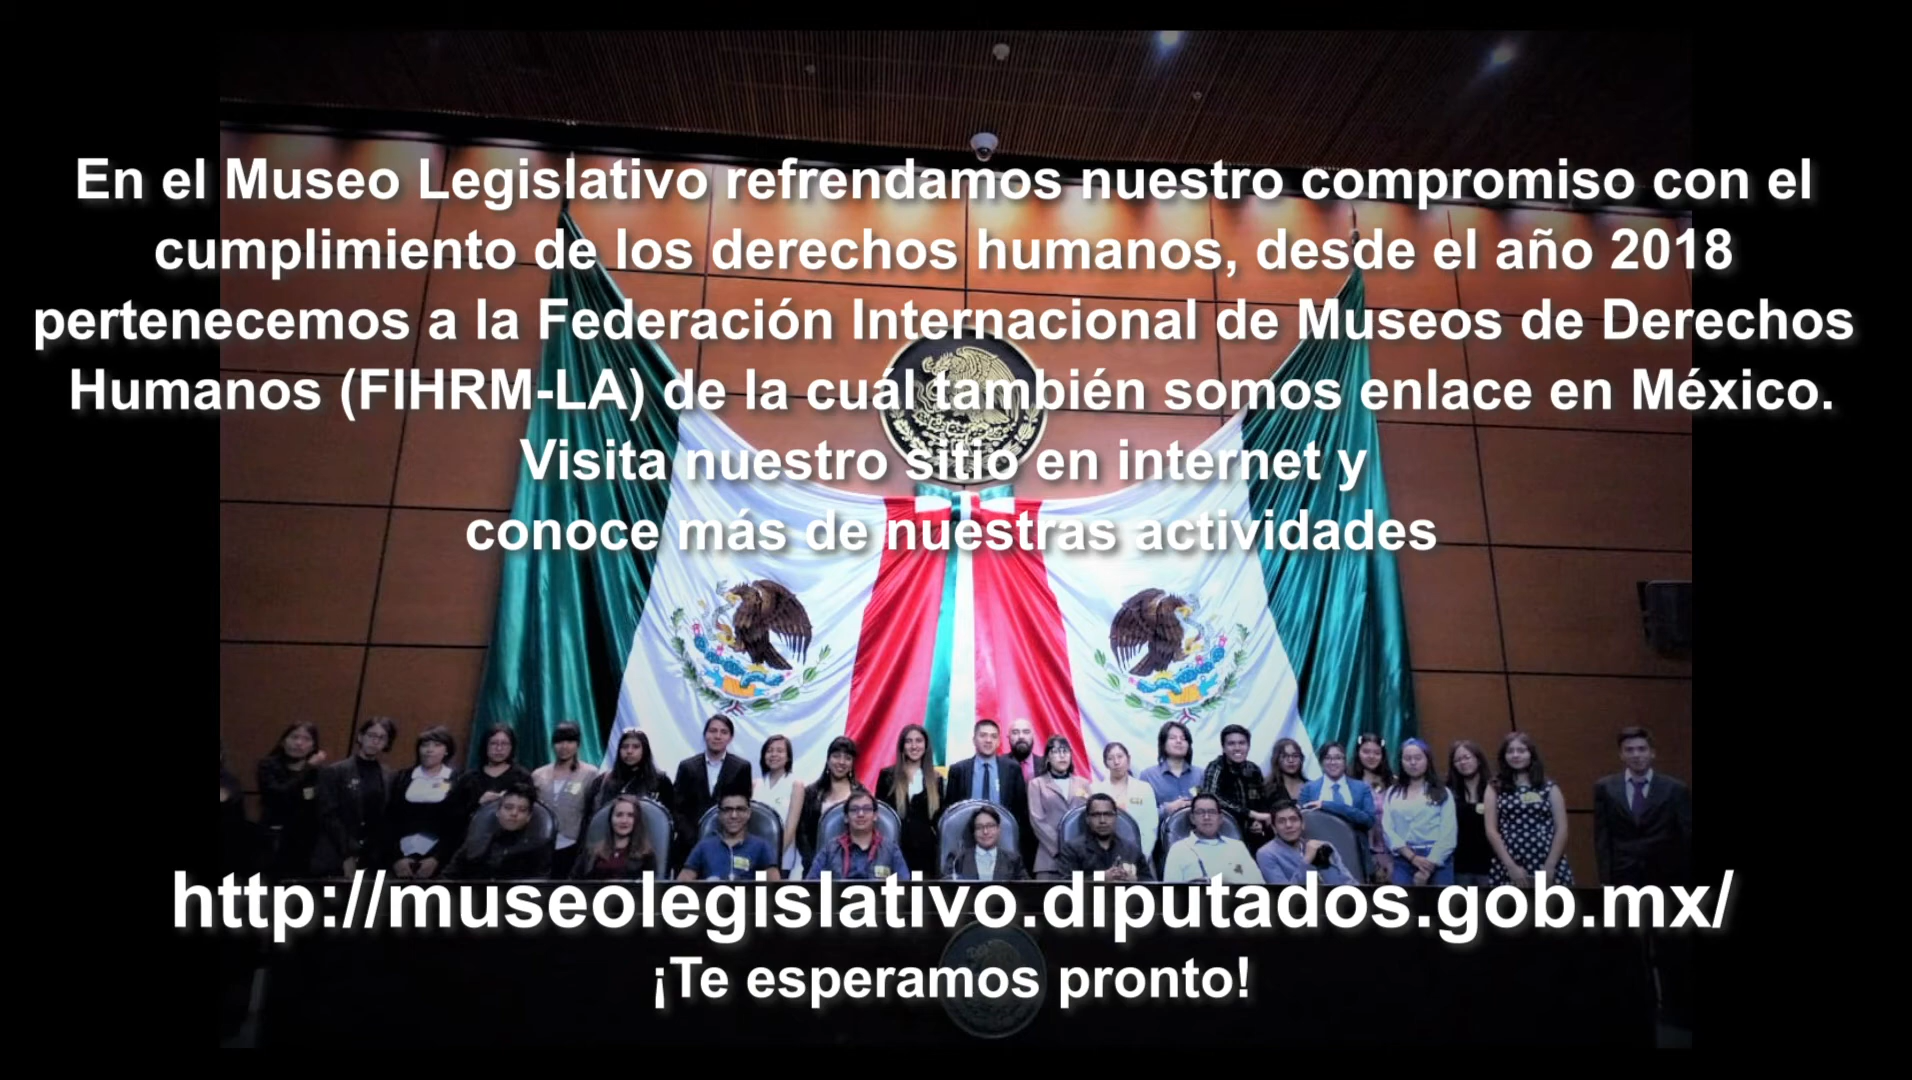 En el Museo Legislativo refrendamos nuestro compromiso con el
cumplimiento de los derechos humanos, desde el año 2018
pertenecemos a la Federación Internacional de Museos de Derechos
Humanos (FIHRM-LA) de la cuál también somos enlace en México.
Visita nuestro sitio en internet y
conoce más de nuestras actividades
http://museolegislativo.diputados.gob.mx/
¡Te esperamos pronto!